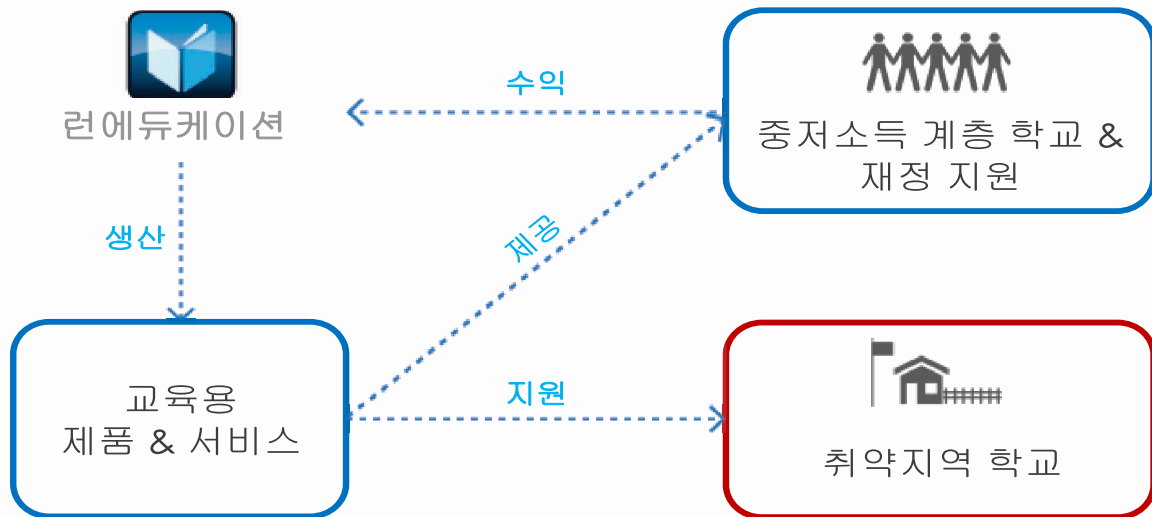 런에듀케이션
수익
중저소득 계층 학교 &
재정 지원
생산
제공
교육용
제품 & 서비스
지원
취약지역 학교